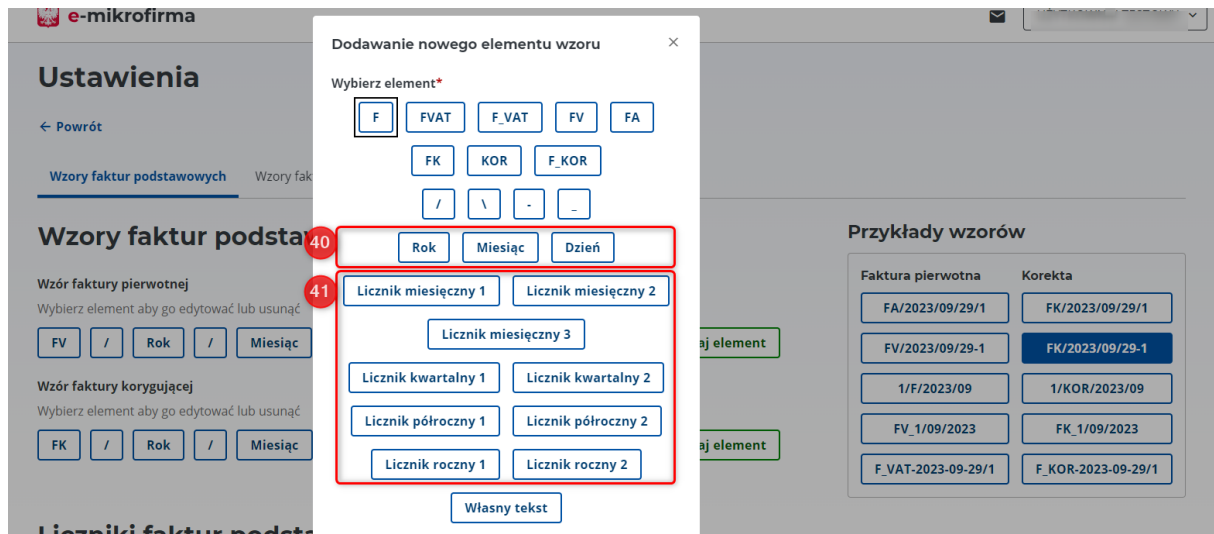 e-mikrofirma
Ustawienia
← Powrót
Wzory faktur podstawowych Wzory fak
Wzory faktur podsta
Wzór faktury pierwotnej
Wybierz element aby go edytować lub usunąć
FV / Rok / Miesiąc
aj element
Wzór faktury korygującej
Wybierz element aby go edytować lub usunąć
FK / Rok / Miesiąc
aj element
Liczniki faktur podsta
Dodawanie nowego elementu wzoru ×
Wybierz element*
F FVAT F_VAT FV FA
FK KOR F_KOR
/ \ - _
40 Rok Miesiąc Dzień
41 Licznik miesięczny 1 Licznik miesięczny 2
Licznik miesięczny 3
Licznik kwartalny 1 Licznik kwartalny 2
Licznik półroczny 1 Licznik półroczny 2
Licznik roczny 1 Licznik roczny 2
Własny tekst
Przykłady wzorów
Faktura pierwotna Korekta
FA/2023/09/29/1 FK/2023/09/29/1
FV/2023/09/29-1 FK/2023/09/29-1
1/F/2023/09 1/KOR/2023/09
FV_1/09/2023 FK_1/09/2023
F_VAT-2023-09-29/1 F_KOR-2023-09-29/1